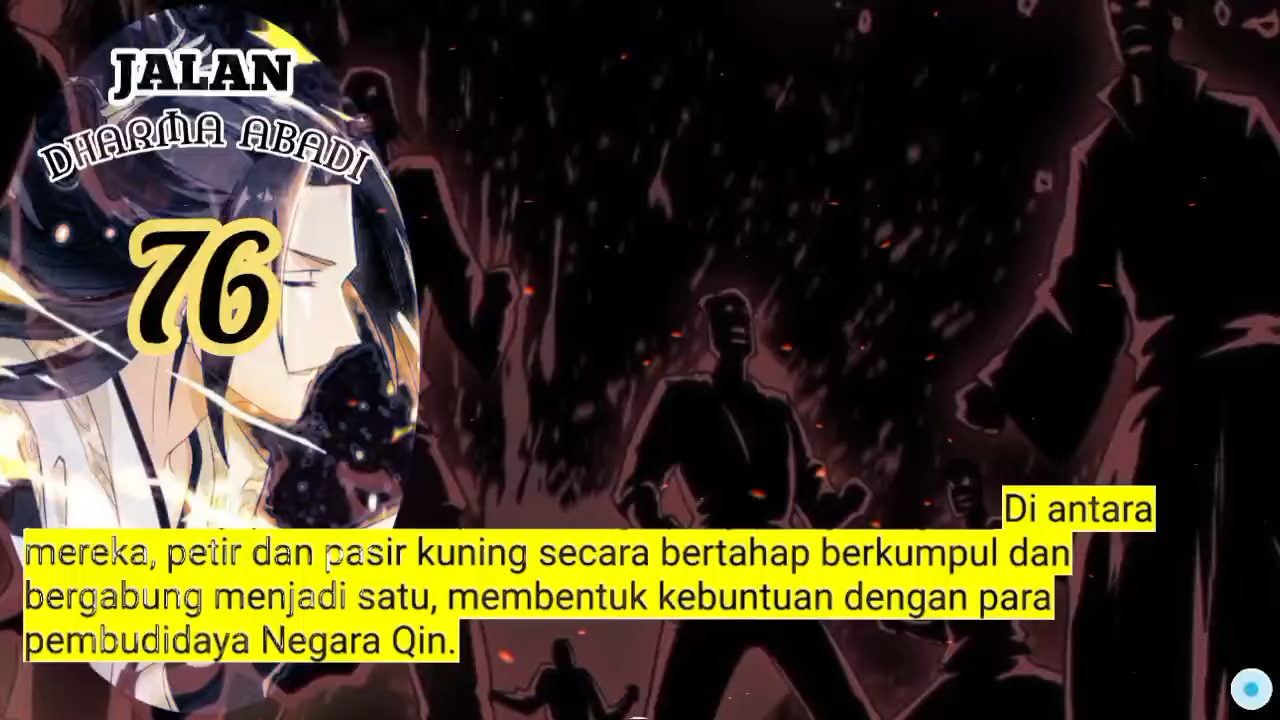 JALAN
DHARMA ABADI
76
Di antara
mereka, petir dan pasir kuning secara bertahap berkumpul dan
bergabung menjadi satu, membentuk kebuntuan dengan para
pembudidaya Negara Qin.